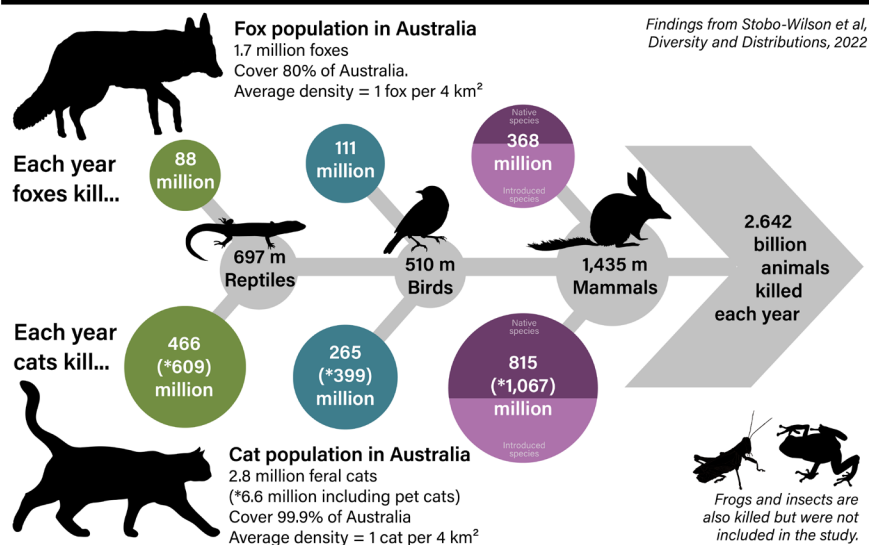 Fox population in Australia
1.7 million foxes
Cover 80% of Australia.
Average density = 1 fox per 4 km²
Findings from Stobo-Wilson et al,
Diversity and Distributions, 2022
Each year
foxes kill...
88
million
111
million
Native
species
368
million
Introduced
species
697 m
Reptiles
510 m
Birds
1,435 m
Mammals
2.642
billion
animals
killed
each year
Each year
cats kill...
466
(*609)
million
265
(*399)
million
Native
species
815
(*1,067)
million
Introduced
species
Cat population in Australia
2.8 million feral cats
(*6.6 million including pet cats)
Cover 99.9% of Australia
Average density = 1 cat per 4 km²
Frogs and insects are
also killed but were not
included in the study.